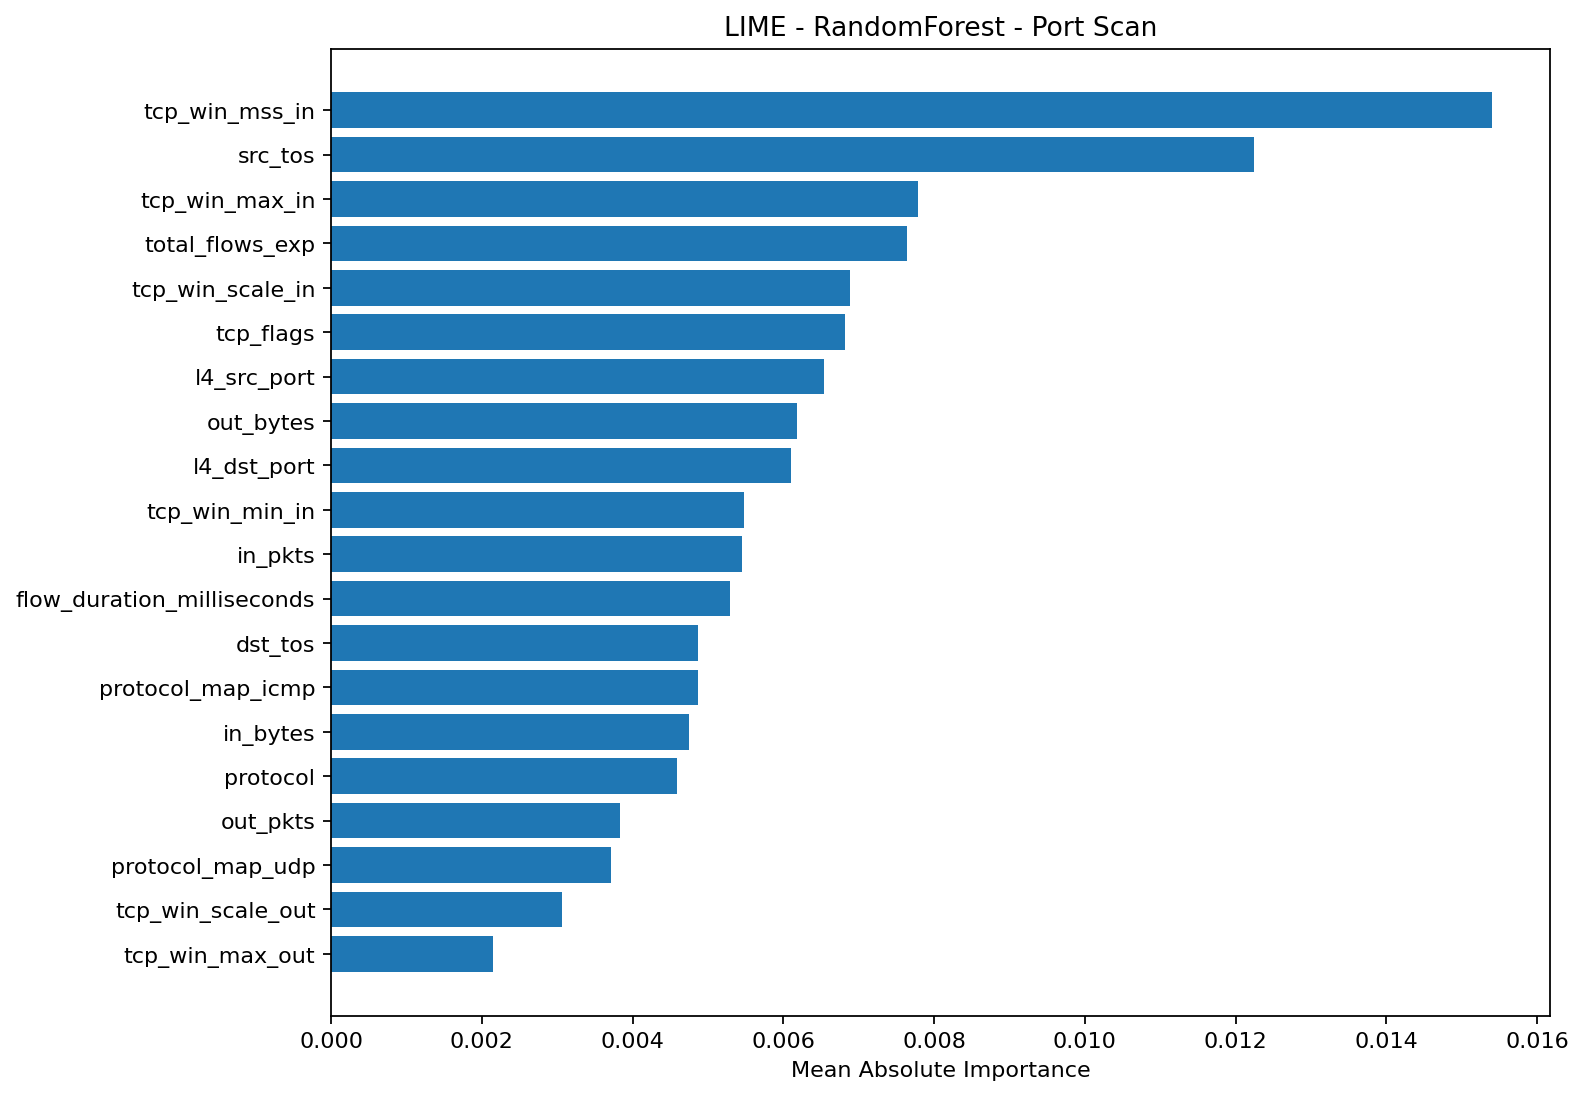 LIME - RandomForest - Port Scan
tcp_win_mss_in
src_tos
tcp_win_max_in
total_flows_exp
tcp_win_scale_in
tcp_flags
l4_src_port
out_bytes
l4_dst_port
tcp_win_min_in
in_pkts
flow_duration_milliseconds
dst_tos
protocol_map_icmp
in_bytes
protocol
out_pkts
protocol_map_udp
tcp_win_scale_out
tcp_win_max_out
0.000 0.002 0.004 0.006 0.008 0.010 0.012 0.014 0.016
Mean Absolute Importance